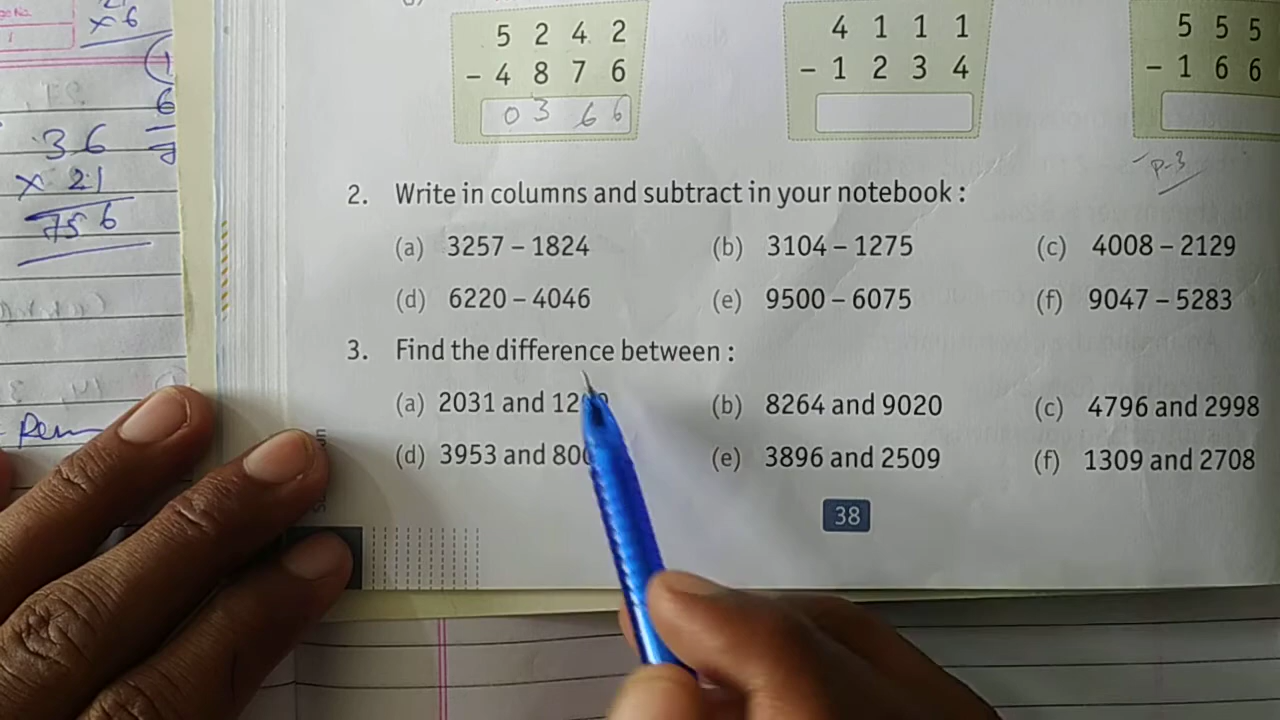 × 6
5 2 4 2
4 1 1 1
5 5 5
− 4 8 7 6
− 1 2 3 4
− 1 6 6
0 3 6 6
36
× 21
756
P-3
2. Write in columns and subtract in your notebook :
(a) 3257 – 1824 (b) 3104 – 1275 (c) 4008 – 2129
(d) 6220 – 4046 (e) 9500 – 6075 (f) 9047 – 5283
3. Find the difference between :
(a) 2031 and (b) 8264 and 9020 (c) 4796 and 2998
(d) 3953 and (e) 3896 and 2509 (f) 1309 and 2708
38